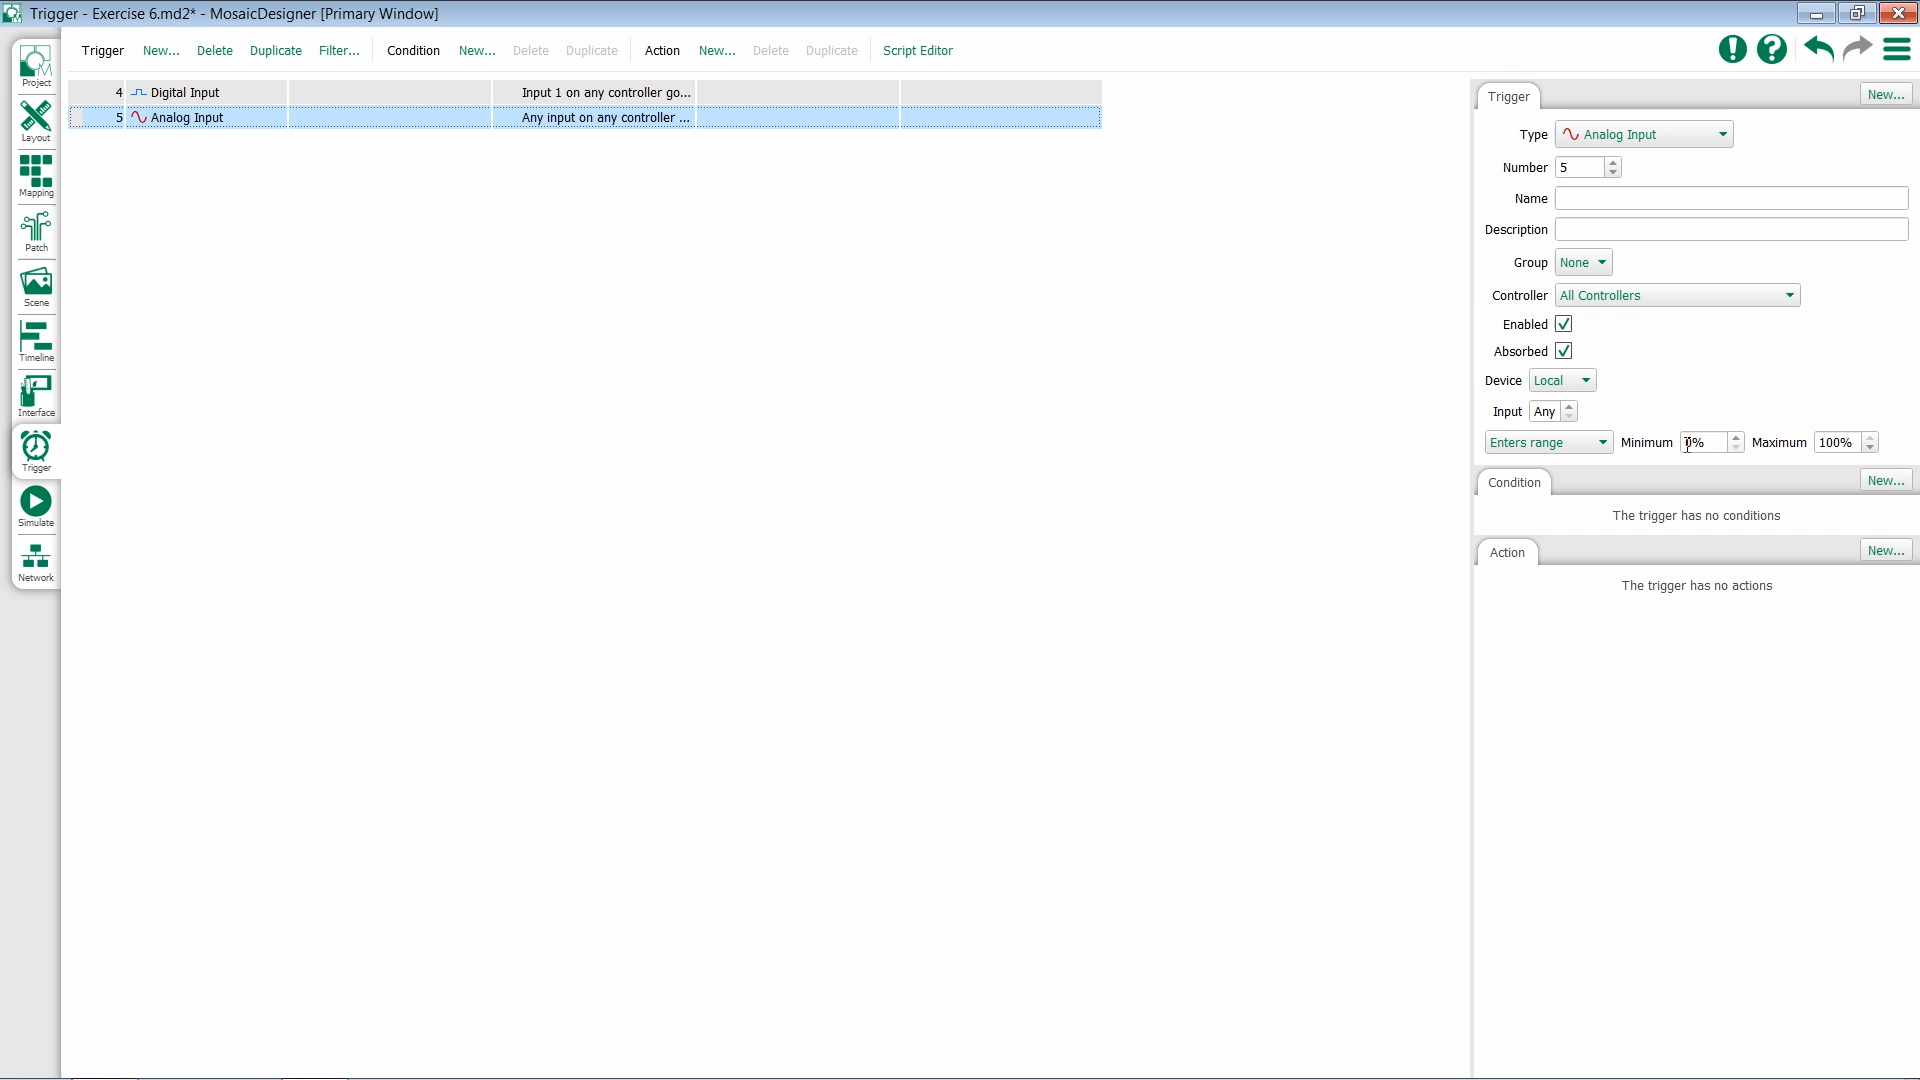 Trigger - Exercise 6.md2* - MosaicDesigner [Primary Window]
Trigger New... Delete Duplicate Filter... Condition New... Delete Duplicate Action New... Delete Duplicate Script Editor
Project
Layout
Mapping
Patch
Scene
Timeline
Interface
Trigger
Simulate
Network
4 Digital Input Input 1 on any controller go...
5 Analog Input Any input on any controller ...
Trigger New...
Type Analog Input
Number 5
Name
Description
Group None
Controller All Controllers
Enabled
Absorbed
Device Local
Input Any
Enters range Minimum 0% Maximum 100%
Condition New...
The trigger has no conditions
Action New...
The trigger has no actions